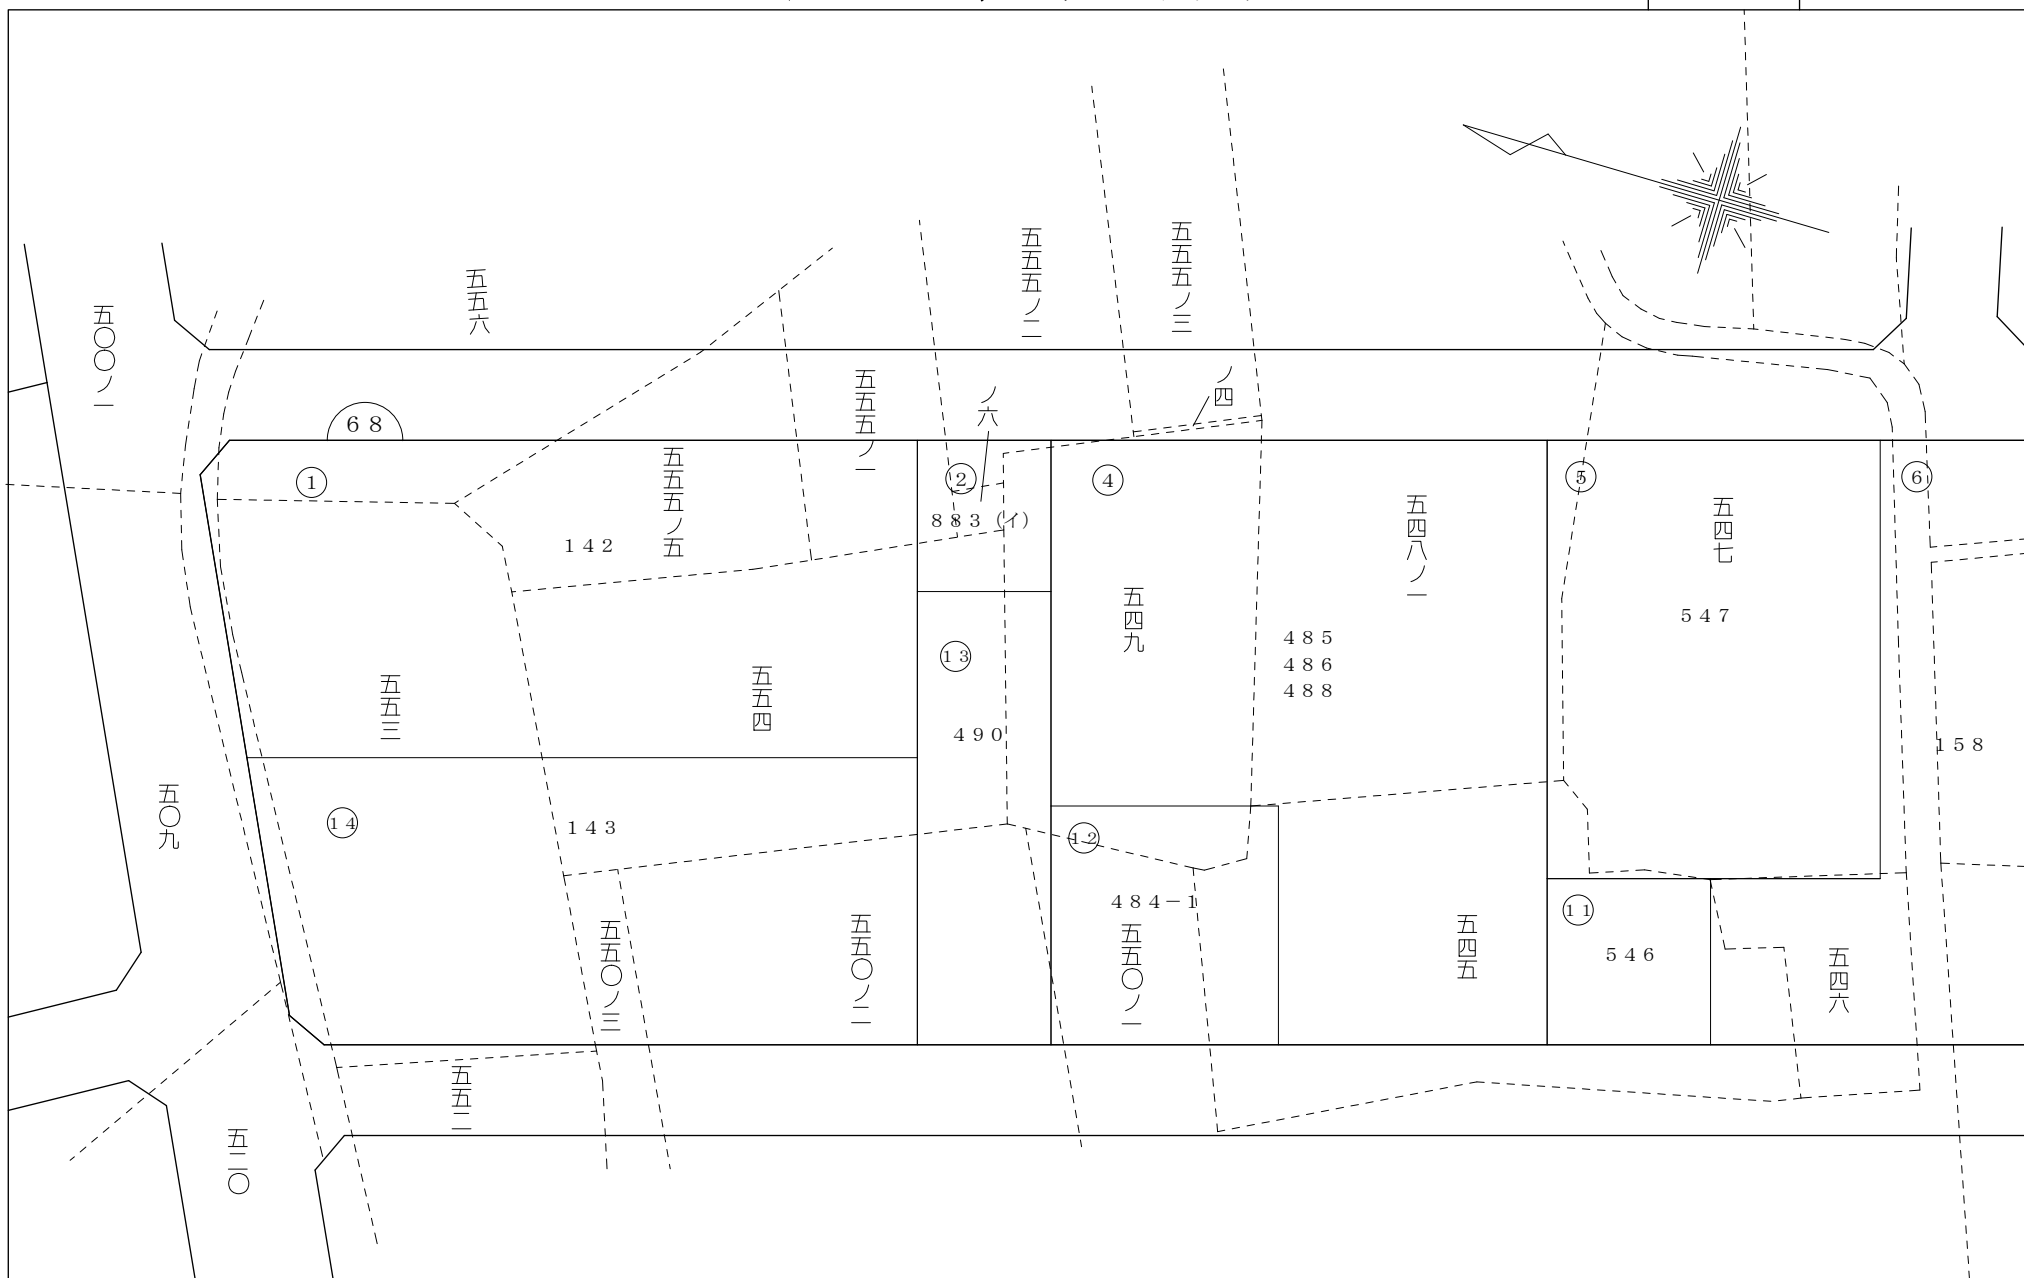 五〇〇ノ一
五五六
五五五ノ二
五五五ノ三
五五五ノ一
ノ六
ノ四
68
①
五五五ノ五
142
②
883(イ)
④
五四八ノ一
⑤
五四七
547
⑥
五四九
485
486
488
⑬
490
五五三
五五四
158
五〇九
⑭
143
⑫
484-1
五五〇ノ三
五五〇ノ二
五五〇ノ一
五四五
⑪
546
五四六
五五二
五二〇